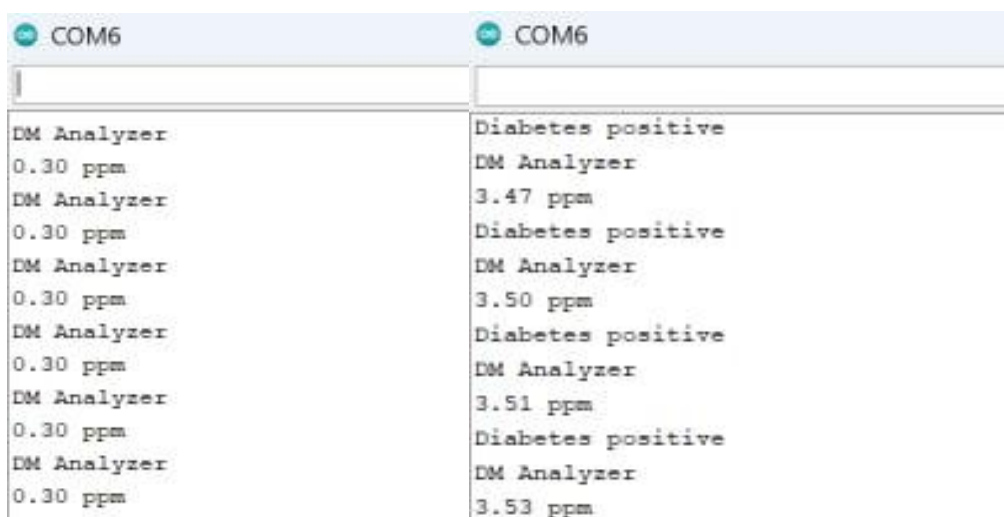 COM6
DM Analyzer
0.30 ppm
DM Analyzer
0.30 ppm
DM Analyzer
0.30 ppm
DM Analyzer
0.30 ppm
DM Analyzer
0.30 ppm
DM Analyzer
0.30 ppm
COM6
Diabetes positive
DM Analyzer
3.47 ppm
Diabetes positive
DM Analyzer
3.50 ppm
Diabetes positive
DM Analyzer
3.51 ppm
Diabetes positive
DM Analyzer
3.53 ppm